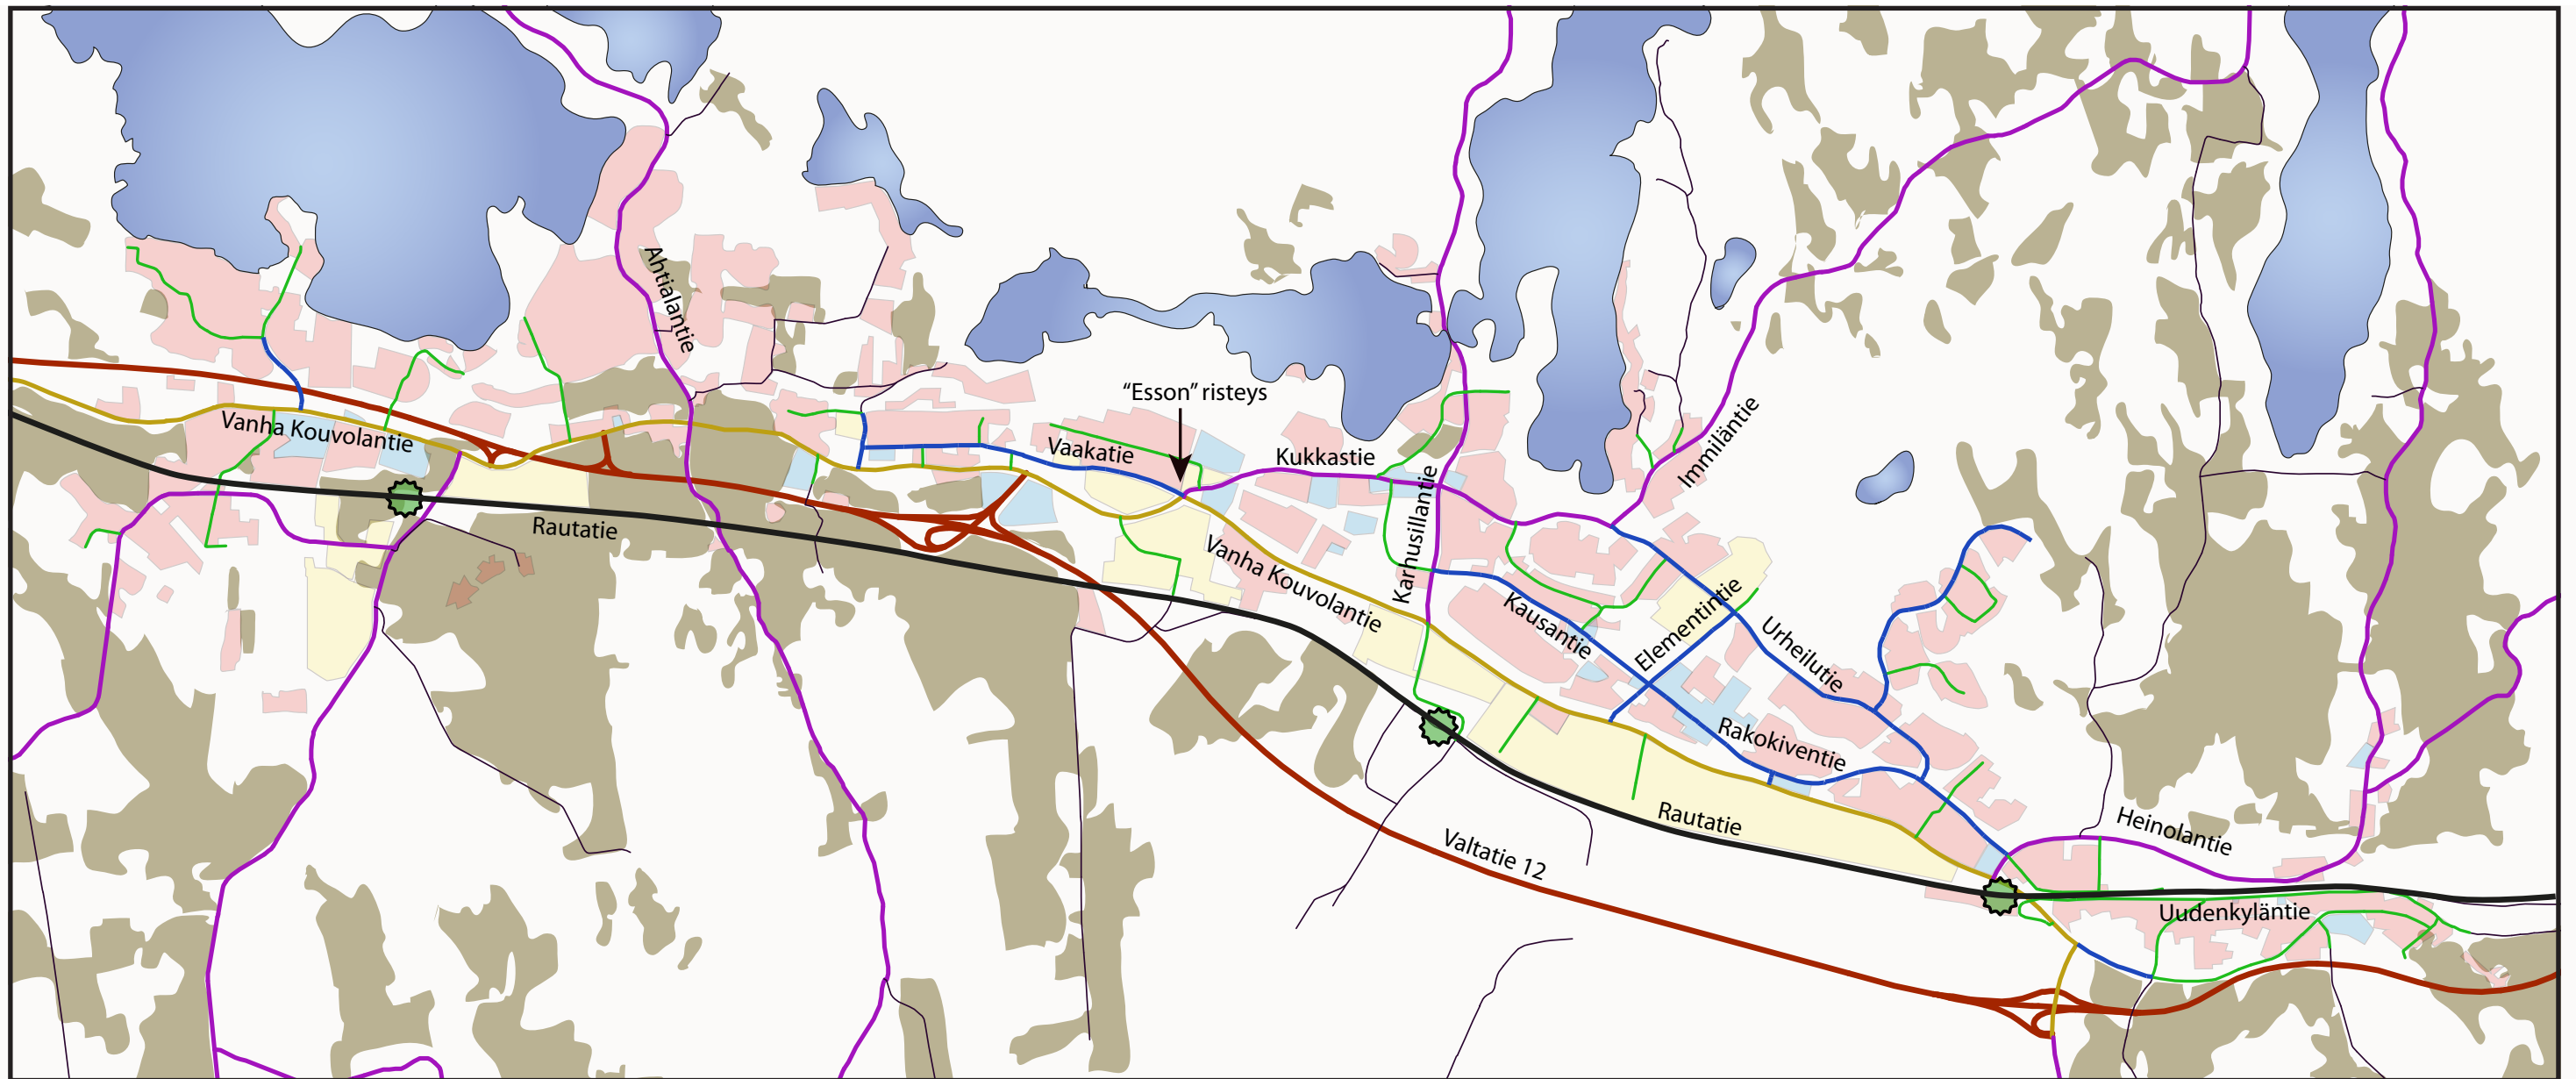 Ahtialantie
"Esson" risteys
Vanha Kouvolantie
Vaakatie
Kukkastie
Immiläntie
Karhusillantie
Rautatie
Vanha Kouvolantie
Kausantie
Elementintie
Urheilutie
Rakokiventie
Rautatie
Valtatie 12
Heinolantie
Uudenkyläntie